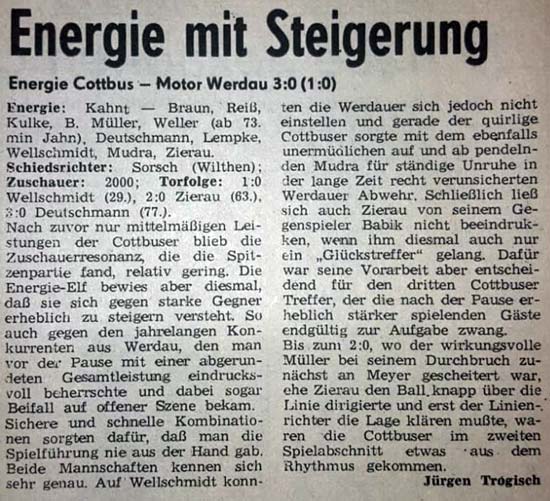 Energie mit Steigerung
Energie Cottbus – Motor Werdau 3:0 (1:0)
Energie: Kahnt — Braun, Reiß,
Kulke, B. Müller, Weller (ab 73.
min Jahn), Deutschmann, Lempke,
Wellschmidt, Mudra, Zierau.
Schiedsrichter: Sorsch (Wilthen);
Zuschauer: 2000; Torfolge: 1:0
Wellschmidt (29.), 2:0 Zierau (63.),
3:0 Deutschmann (77.).
Nach zuvor nur mittelmäßigen Lei-
stungen der Cottbuser blieb die
Zuschauerresonanz, die die Spit-
zenpartie fand, relativ gering. Die
Energie-Elf bewies aber diesmal,
daß sie sich gegen starke Gegner
erheblich zu steigern versteht. So
auch gegen den jahrelangen Kon-
kurrenten aus Werdau, den man
vor der Pause mit einer abgerun-
deten Gesamtleistung eindrucks-
voll beherrschte und dabei sogar
Beifall auf offener Szene bekam.
Sichere und schnelle Kombinatio-
nen sorgten dafür, daß man die
Spielführung nie aus der Hand gab.
Beide Mannschaften kennen sich
sehr genau. Auf Wellschmidt konn-
ten die Werdauer sich jedoch nicht
einstellen und gerade der quirlige
Cottbuser sorgte mit dem ebenfalls
unermüdlichen auf und ab pendeln-
den Mudra für ständige Unruhe in
der lange Zeit recht verunsicherten
Werdauer Abwehr. Schließlich ließ
sich auch Zierau von seinem Ge-
genspieler Babik nicht beeindruk-
ken, wenn ihm diesmal auch nur
ein „Glückstreffer" gelang. Dafür
war seine Vorarbeit aber entschei-
dend für den dritten Cottbuser
Treffer, der die nach der Pause er-
heblich stärker spielenden Gäste
endgültig zur Aufgabe zwang.
Bis zum 2:0, wo der wirkungsvolle
Müller bei seinem Durchbruch zu-
nächst an Meyer gescheitert war,
ehe Zierau den Ball knapp über die
Linie dirigierte und erst der Linien-
richter die Lage klären mußte, wa-
ren die Cottbuser im zweiten
Spielabschnitt etwas aus dem
Rhythmus gekommen.
Jürgen Trogisch